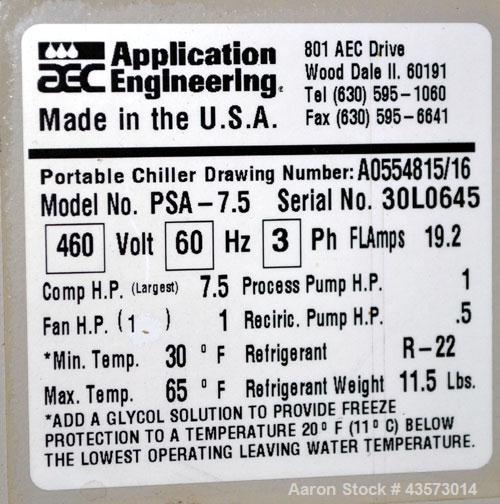 AEC Application Engineering.
801 AEC Drive
Wood Dale Il. 60191
Tel (630) 595-1060
Fax (630) 595-6641
Made in the U.S.A.
Portable Chiller Drawing Number: A0554815/16
Model No. PSA-7.5 Serial No. 30L0645
460 Volt 60 Hz 3 Ph FLAmps 19.2
Comp H.P. (Largest) 7.5 Process Pump H.P. 1
Fan H.P. (1 ) 1 Reciric. Pump H.P. .5
*Min. Temp. 30 ° F Refrigerant R-22
Max. Temp. 65 ° F Refrigerant Weight 11.5 Lbs.
*ADD A GLYCOL SOLUTION TO PROVIDE FREEZE
PROTECTION TO A TEMPERATURE 20° F (11° C) BELOW
THE LOWEST OPERATING LEAVING WATER TEMPERATURE.
Aaron Stock # 43573014